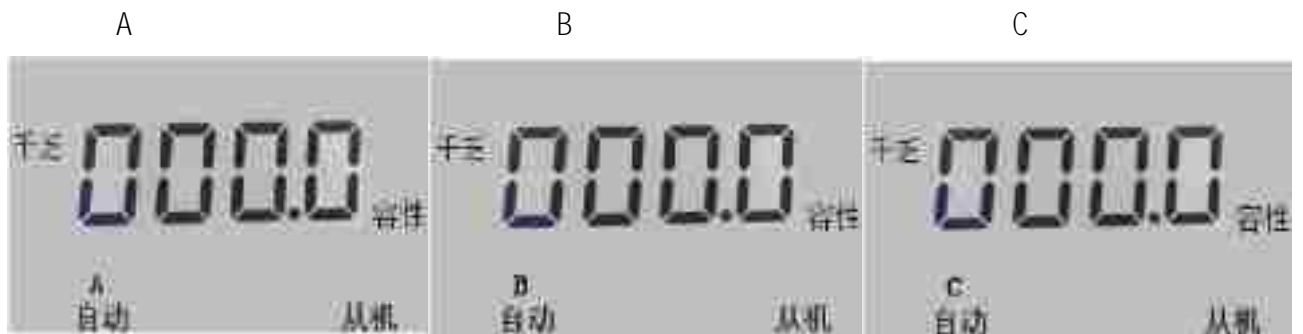 A B C
千乏 000.0 容性 千乏 000.0 容性 千乏 000.0 容性
A B C
自动 从机 自动 从机 自动 从机